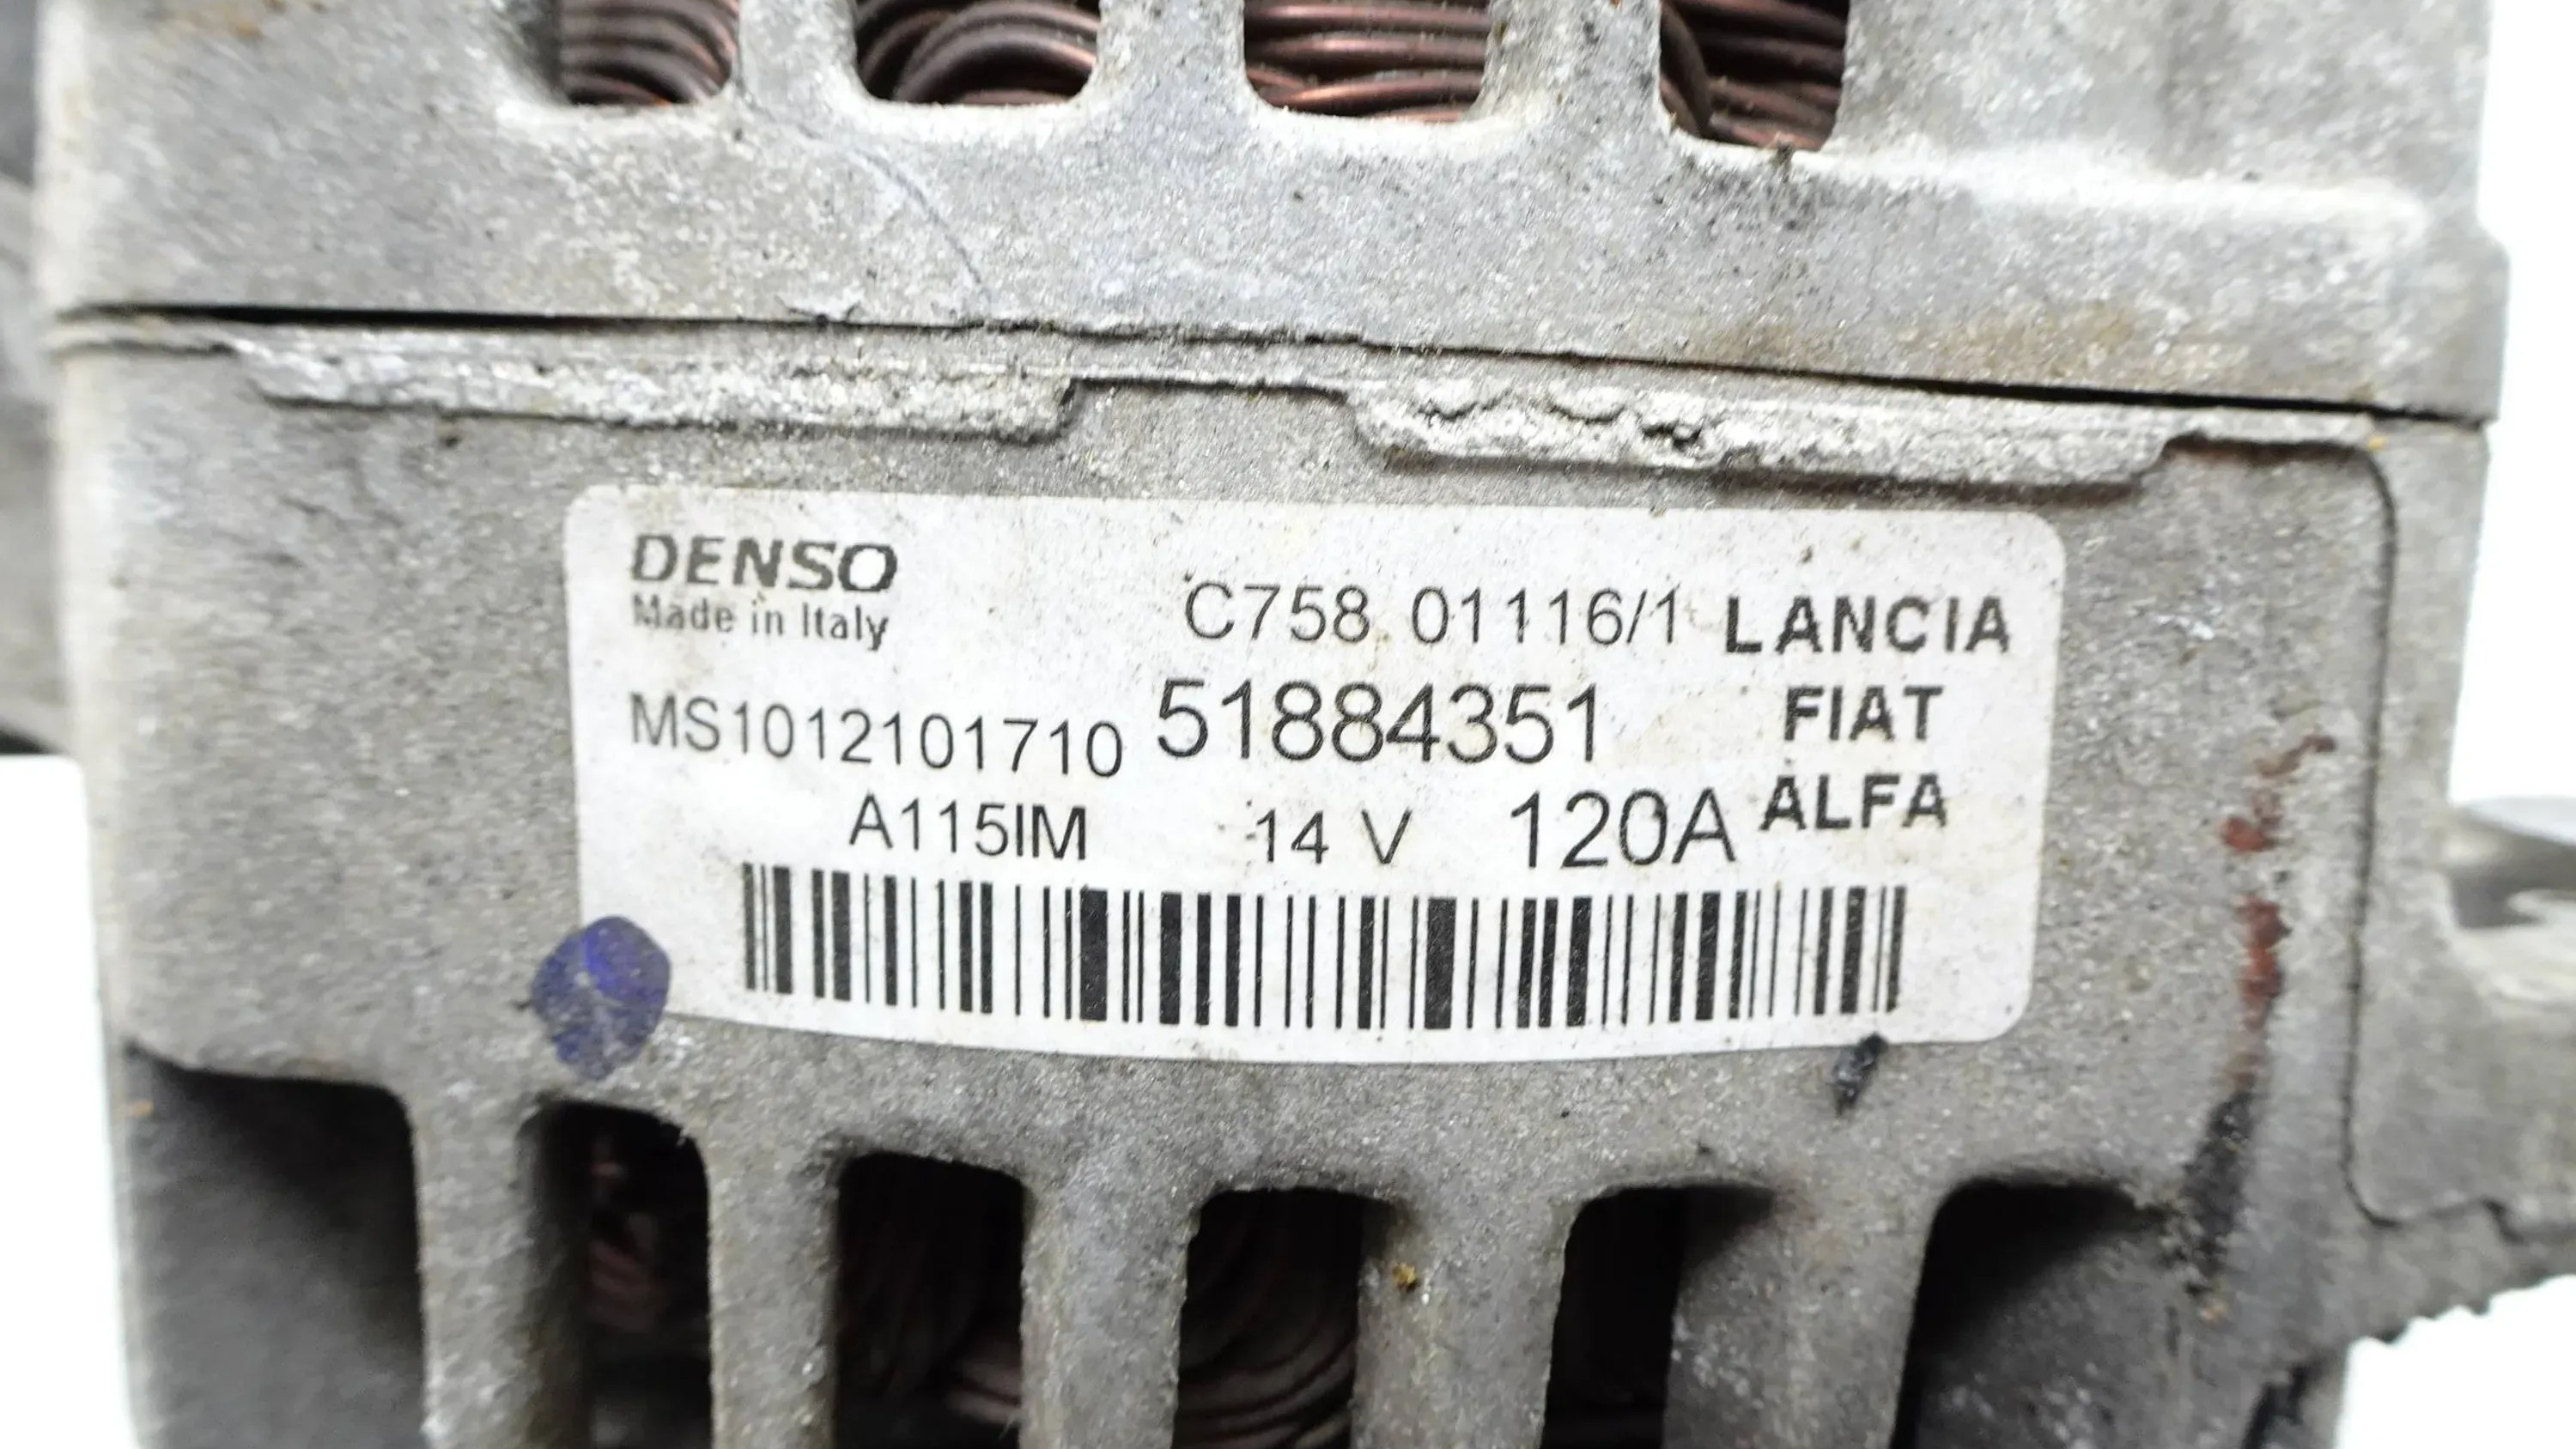 DENSO
Made in Italy
C758 01116/1 LANCIA
MS1012101710 51884351 FIAT
A115IM 14 V 120A ALFA